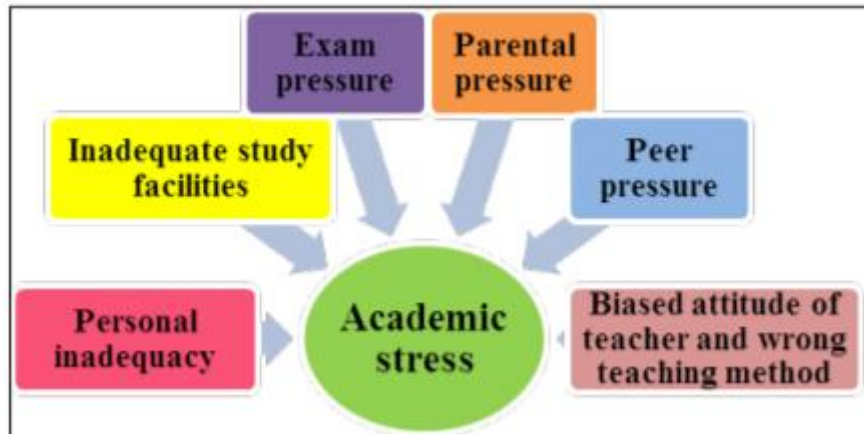 Exam
pressure
Parental
pressure
Inadequate study
facilities
Peer
pressure
Personal
inadequacy
Academic
stress
Biased attitude of
teacher and wrong
teaching method